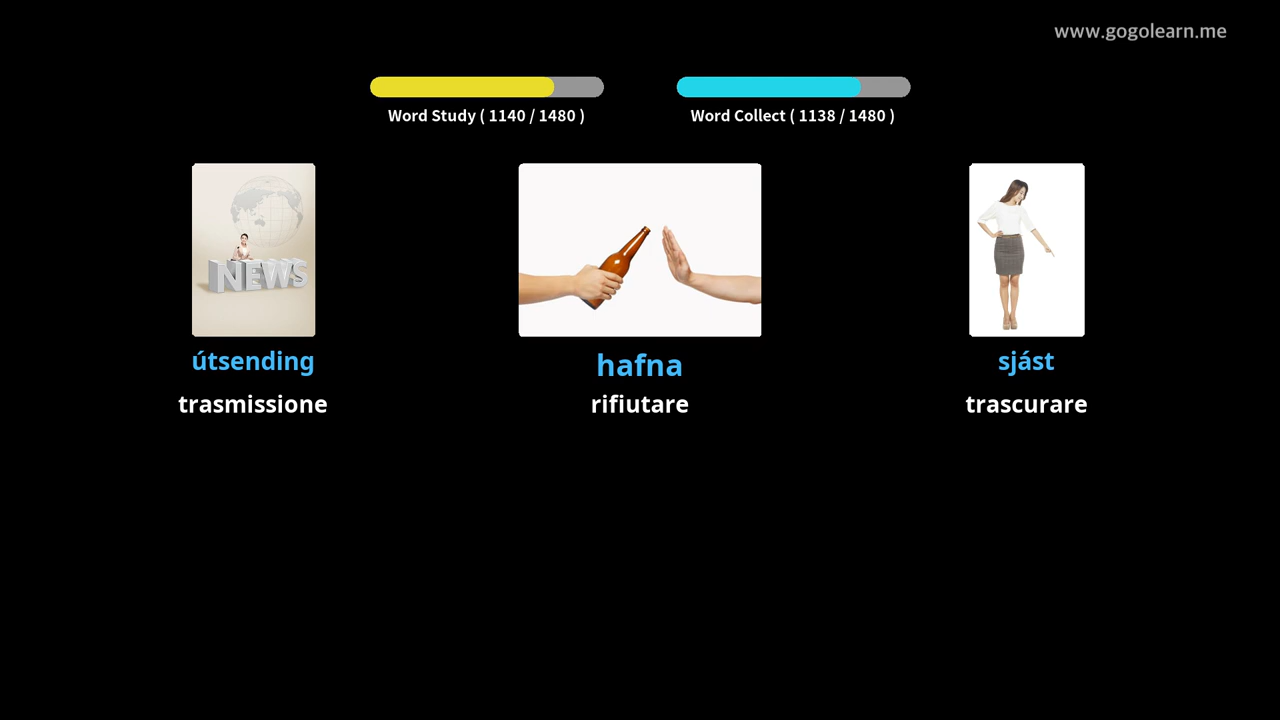 www.gogolearn.me
Word Study ( 1140 / 1480 )
Word Collect ( 1138 / 1480 )
NEWS
útsending
hafna
sjást
trasmissione
rifiutare
trascurare